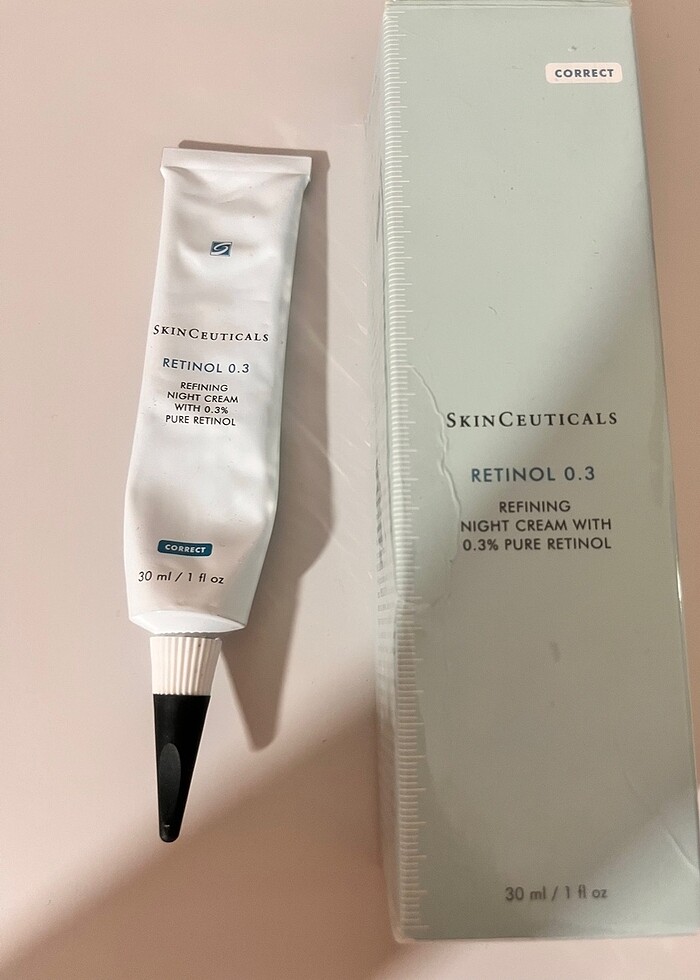 SKINCEUTICALS
RETINOL 0.3
REFINING
NIGHT CREAM
WITH 0.3%
PURE RETINOL
CORRECT
30 ml / 1 fl oz
CORRECT
SKINCEUTICALS
RETINOL 0.3
REFINING
NIGHT CREAM WITH
0.3% PURE RETINOL
30 ml / 1 fl oz